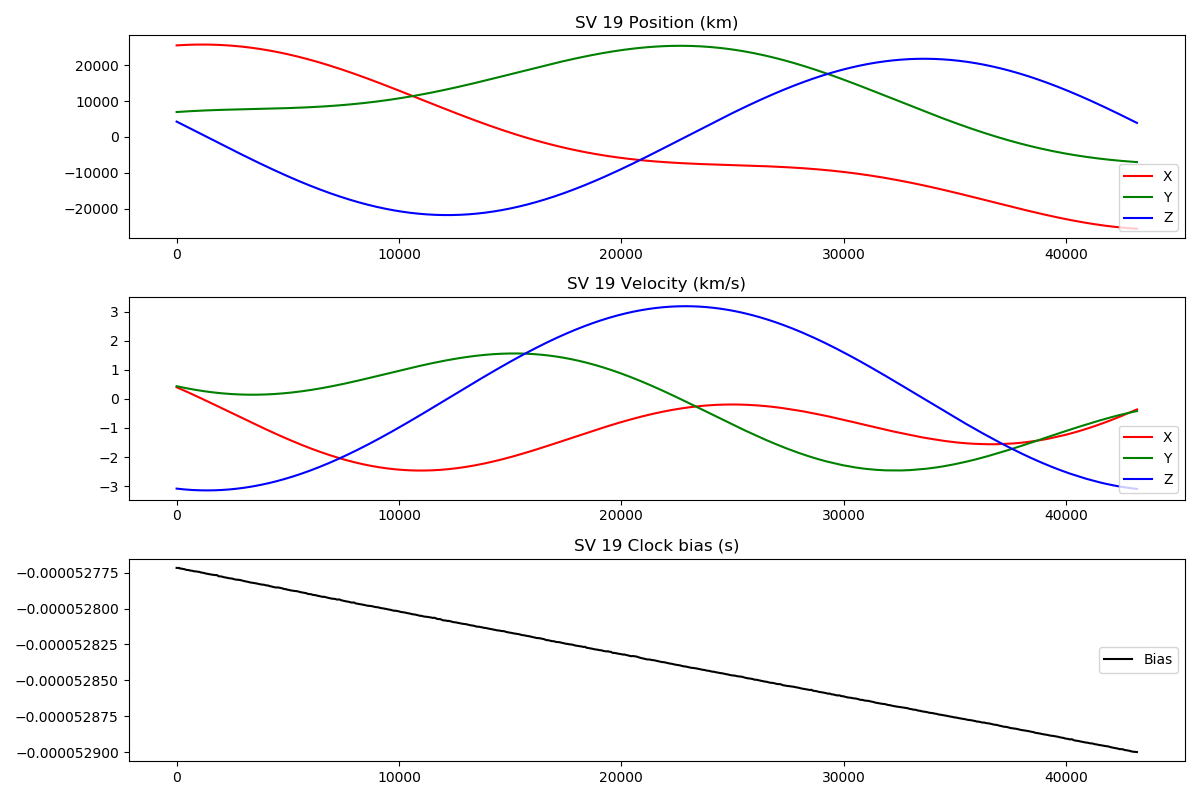 SV 19 Position (km)
20000
10000
0
−10000
−20000
X
Y
Z
0 10000 20000 30000 40000
SV 19 Velocity (km/s)
3
2
1
0
−1
−2
−3
X
Y
Z
0 10000 20000 30000 40000
SV 19 Clock bias (s)
−0.000052775
−0.000052800
−0.000052825
−0.000052850
−0.000052875
−0.000052900
Bias
0 10000 20000 30000 40000